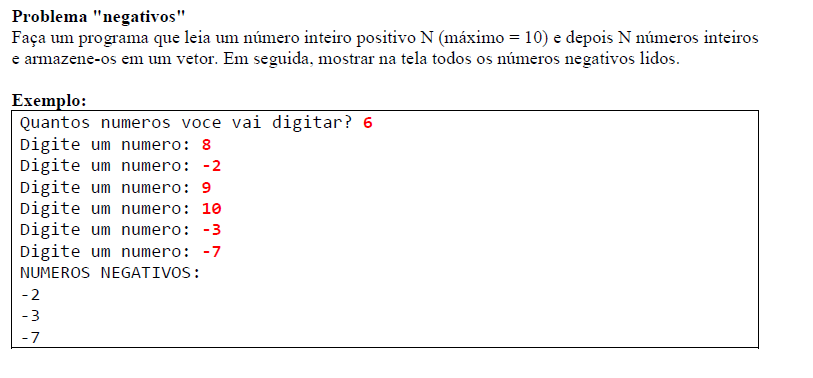 Problema "negativos"
Faça um programa que leia um número inteiro positivo N (máximo = 10) e depois N números inteiros
e armazene-os em um vetor. Em seguida, mostrar na tela todos os números negativos lidos.
Exemplo:
Quantos numeros voce vai digitar? 6
Digite um numero: 8
Digite um numero: -2
Digite um numero: 9
Digite um numero: 10
Digite um numero: -3
Digite um numero: -7
NUMEROS NEGATIVOS:
-2
-3
-7